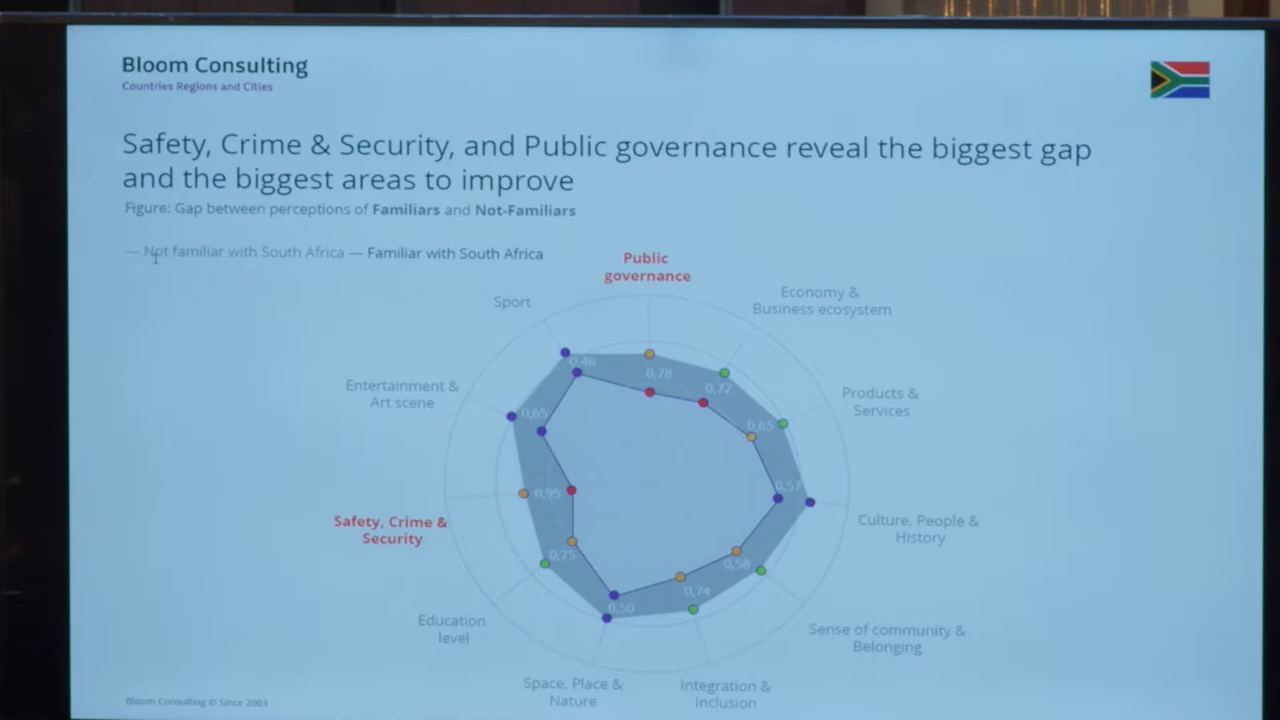 Bloom Consulting
Countries Regions and Cities
Safety, Crime & Security, and Public governance reveal the biggest gap
and the biggest areas to improve
Figure: Gap between perceptions of Familiars and Not-Familiars
— Not familiar with South Africa — Familiar with South Africa
Public
governance
Economy &
Business ecosystem
Sport
0,46
0,78
0,72
Entertainment &
Art scene
Products &
Services
0,65
0,65
0,95
0,57
Safety, Crime &
Security
Culture, People &
History
0,75
0,58
0,74
0,50
Education
level
Sense of community &
Belonging
Space, Place &
Nature
Integration &
Inclusion
Bloom Consulting © Since 2003